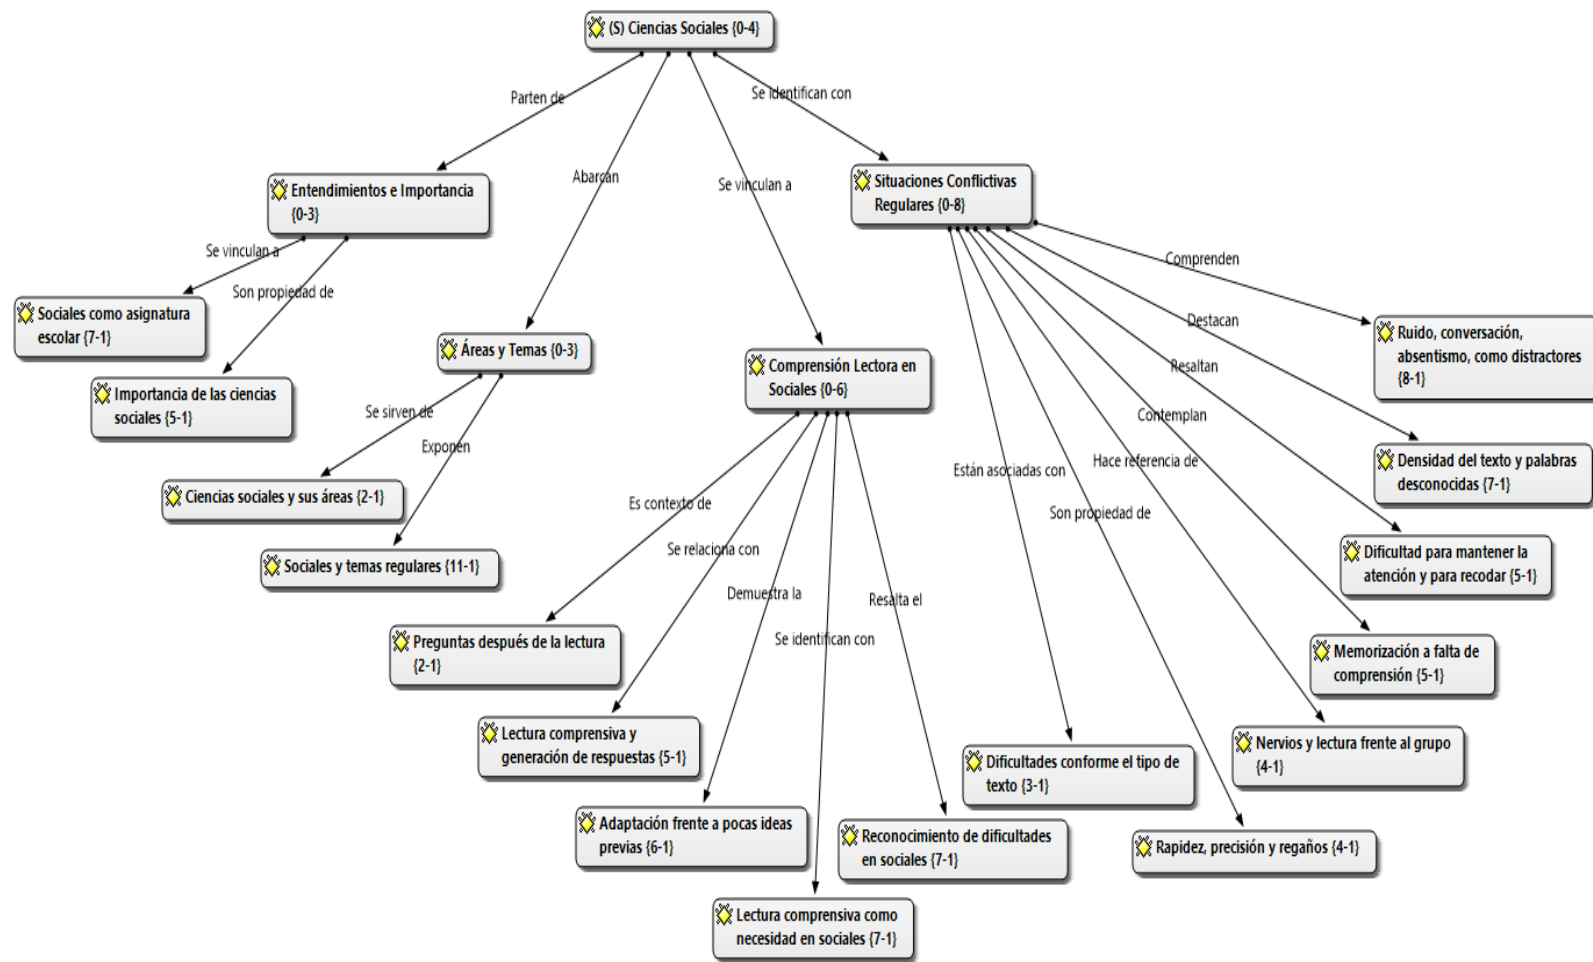 (S) Ciencias Sociales {0-4}
Parten de
Se identifican con
Abarcan
Se vinculan a
Entendimientos e Importancia
{0-3}
Situaciones Conflictivas
Regulares {0-8}
Se vinculan a
Son propiedad de
Comprenden
Sociales como asignatura
escolar {7-1}
Importancia de las ciencias
sociales {5-1}
Áreas y Temas {0-3}
Comprensión Lectora en
Sociales {0-6}
Destacan
Ruido, conversación,
absentismo, como distractores
{8-1}
Resaltan
Se sirven de
Exponen
Contemplan
Hace referencia de
Están asociadas con
Son propiedad de
Densidad del texto y palabras
desconocidas {7-1}
Ciencias sociales y sus áreas {2-1}
Sociales y temas regulares {11-1}
Es contexto de
Se relaciona con
Demuestra la
Resalta el
Se identifican con
Dificultad para mantener la
atención y para recodar {5-1}
Preguntas después de la lectura
{2-1}
Memorización a falta de
comprensión {5-1}
Lectura comprensiva y
generación de respuestas {5-1}
Dificultades conforme el tipo de
texto {3-1}
Nervios y lectura frente al grupo
{4-1}
Adaptación frente a pocas ideas
previas {6-1}
Reconocimiento de dificultades
en sociales {7-1}
Rapidez, precisión y regaños {4-1}
Lectura comprensiva como
necesidad en sociales {7-1}